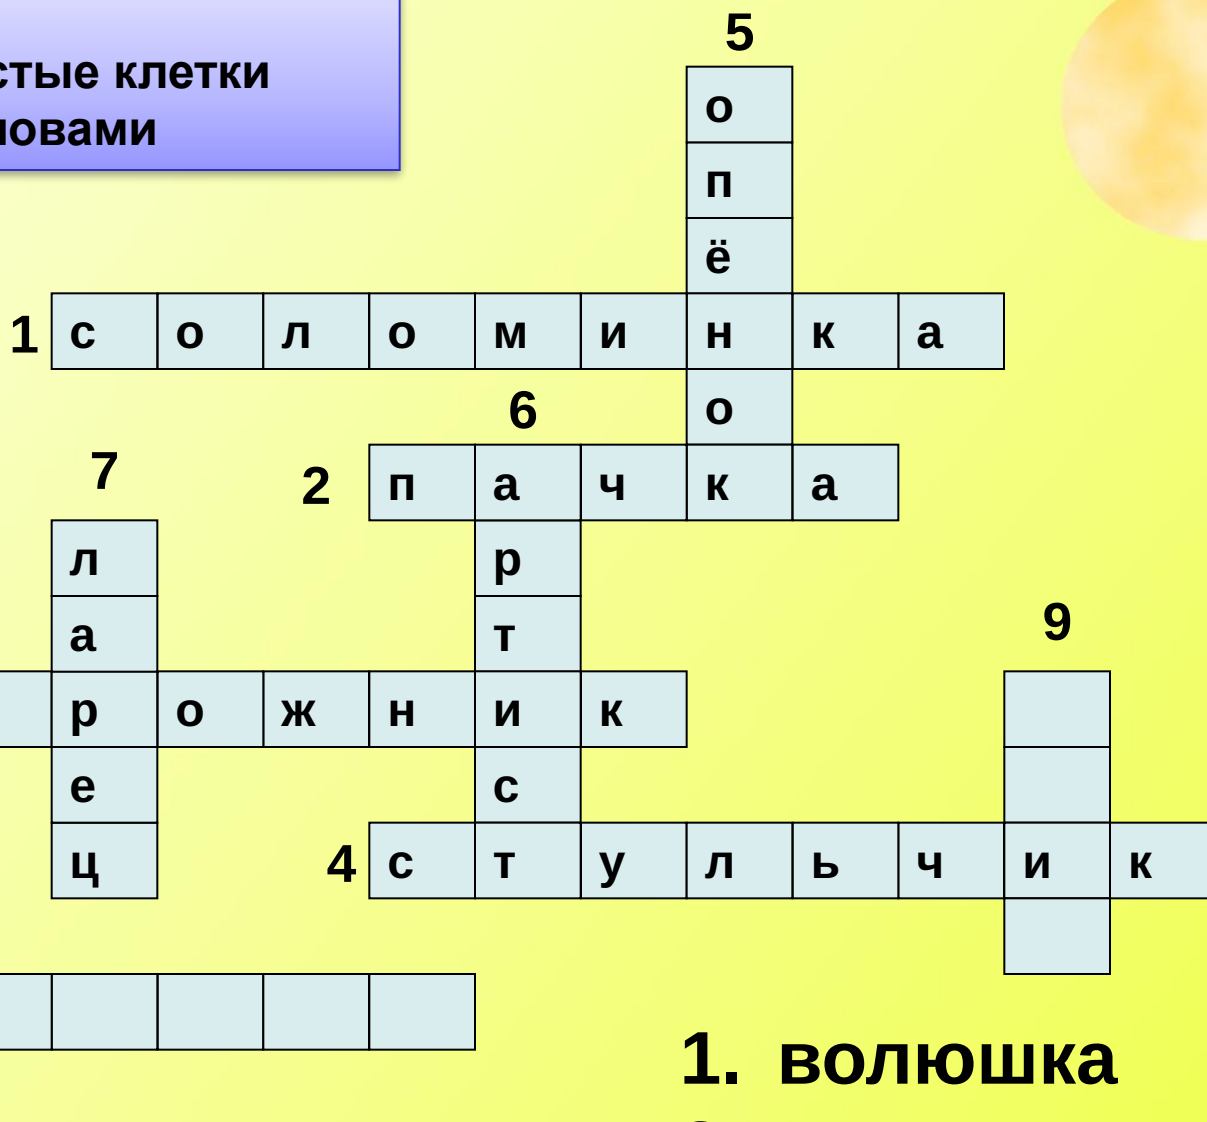 стые клетки
ловами
5
о
п
ё
1 с о л о м и н к а
6 о
7 2 п а ч к а
л р
а т 9
р о ж н и к
е с
ц 4 с т у л ь ч и к
1. волюшка